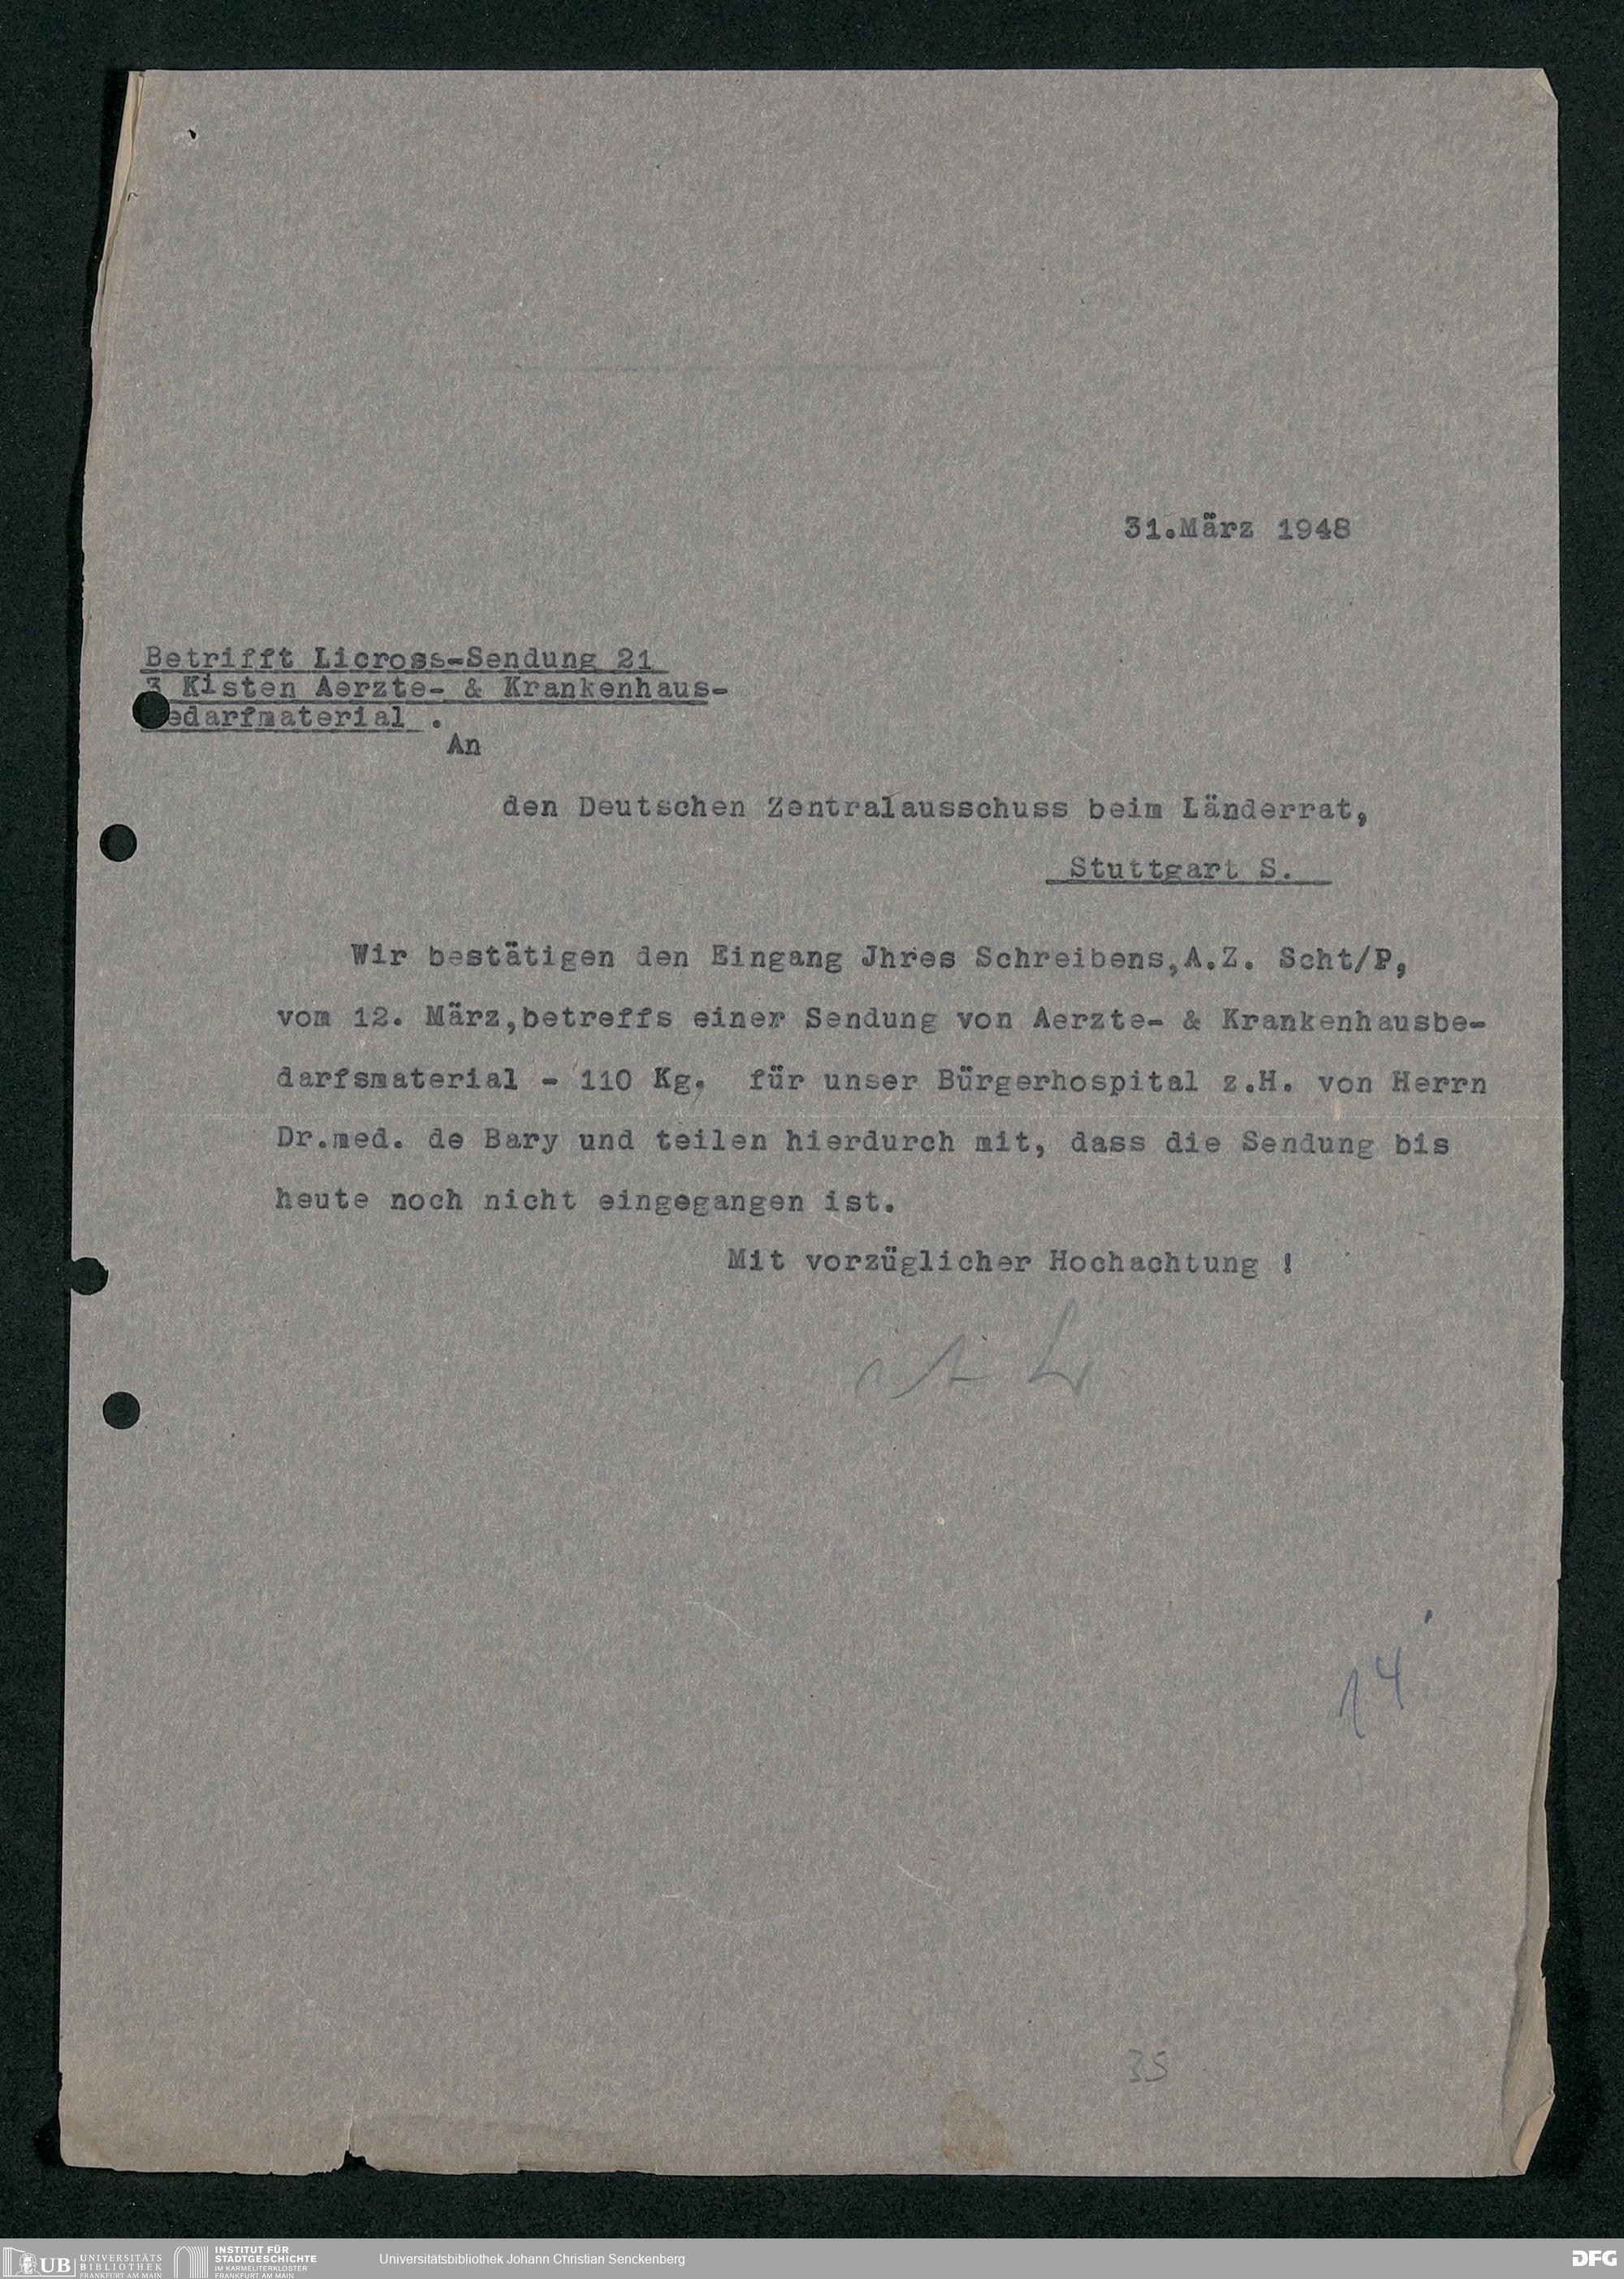 31.März 1948
Betrifft Licross-Sendung 21
3 Kisten Aerzte- & Krankenhaus-
edarfmaterial .
An
den Deutschen Zentralausschuss beim Länderrat,
Stuttgart S.
Wir bestätigen den Eingang Jhres Schreibens,A.Z. Scht/P,
vom 12. März,betreffs einer Sendung von Aerzte- & Krankenhausbe-
darfsmaterial - 110 Kg, für unser Bürgerhospital z.H. von Herrn
Dr.med. de Bary und teilen hierdurch mit, dass die Sendung bis
heute noch nicht eingegangen ist.
Mit vorzüglicher Hochachtung !
14
35
UB UNIVERSITÄTS
BIBLIOTHEK
FRANKFURT AM MAIN
INSTITUT FÜR
STADTGESCHICHTE
IM KARMELITERKLOSTER
FRANKFURT AM MAIN
Universitätsbibliothek Johann Christian Senckenberg
DFG